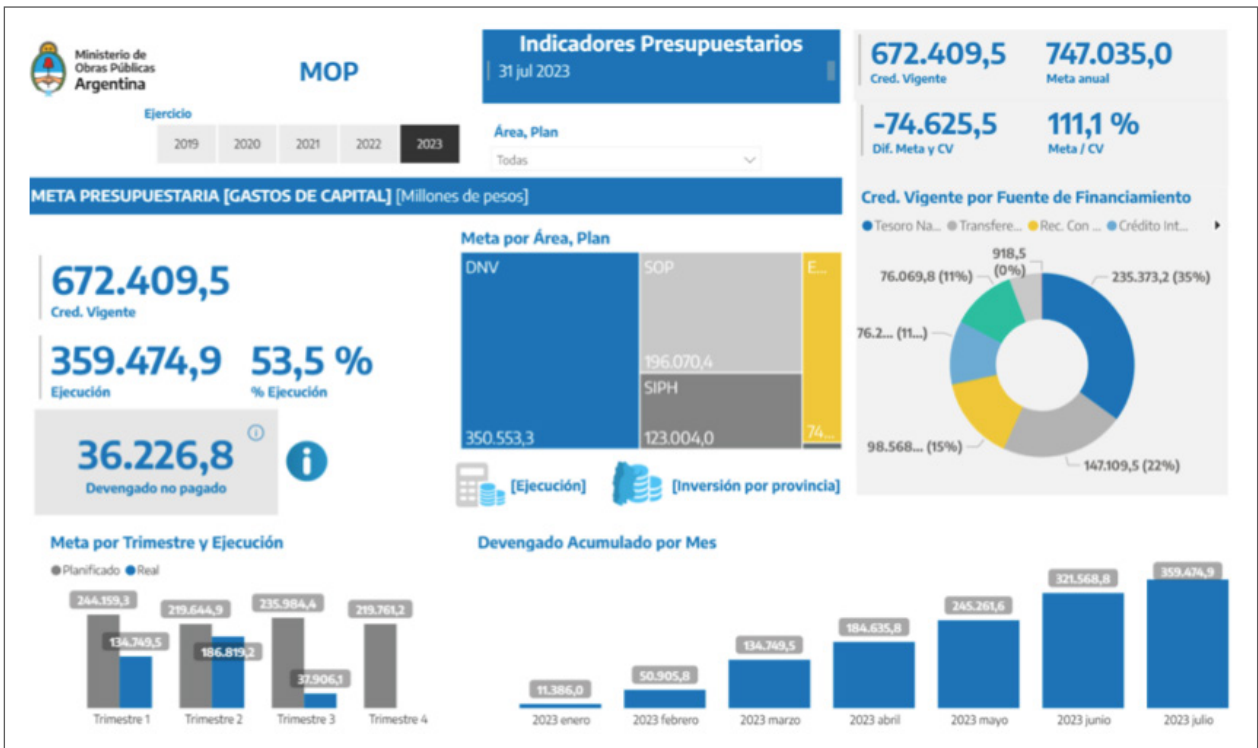 Ministerio de
Obras Públicas
Argentina
MOP
Indicadores Presupuestarios
31 jul 2023
672.409,5
Cred. Vigente
747.035,0
Meta anual
-74.625,5
Dif. Meta y CV
111,1 %
Meta / CV
Ejercicio
2019
2020
2021
2022
2023
Área, Plan
Todas
META PRESUPUESTARIA [GASTOS DE CAPITAL] [Millones de pesos]
672.409,5
Cred. Vigente
359.474,9
Ejecución
53,5 %
% Ejecución
36.226,8
Devengado no pagado
Meta por Área, Plan
DNV
350.553,3
SOP
196.070,4
SIPH
123.004,0
E...
74...
[Ejecución]
[Inversión por provincia]
Cred. Vigente por Fuente de Financiamiento
Tesoro Na... Transfere... Rec. Con ... Crédito Int...
918,5
(0%)
76.069,8 (11%)
235.373,2 (35%)
76.2... (11...)
98.568... (15%)
147.109,5 (22%)
Meta por Trimestre y Ejecución
Planificado Real
244.159,3
134.749,5
219.644,9
186.819,2
235.984,4
37.906,1
219.761,2
Trimestre 1
Trimestre 2
Trimestre 3
Trimestre 4
Devengado Acumulado por Mes
11.386,0
50.905,8
134.749,5
184.635,8
245.261,6
321.568,8
359.474,9
2023 enero
2023 febrero
2023 marzo
2023 abril
2023 mayo
2023 junio
2023 julio